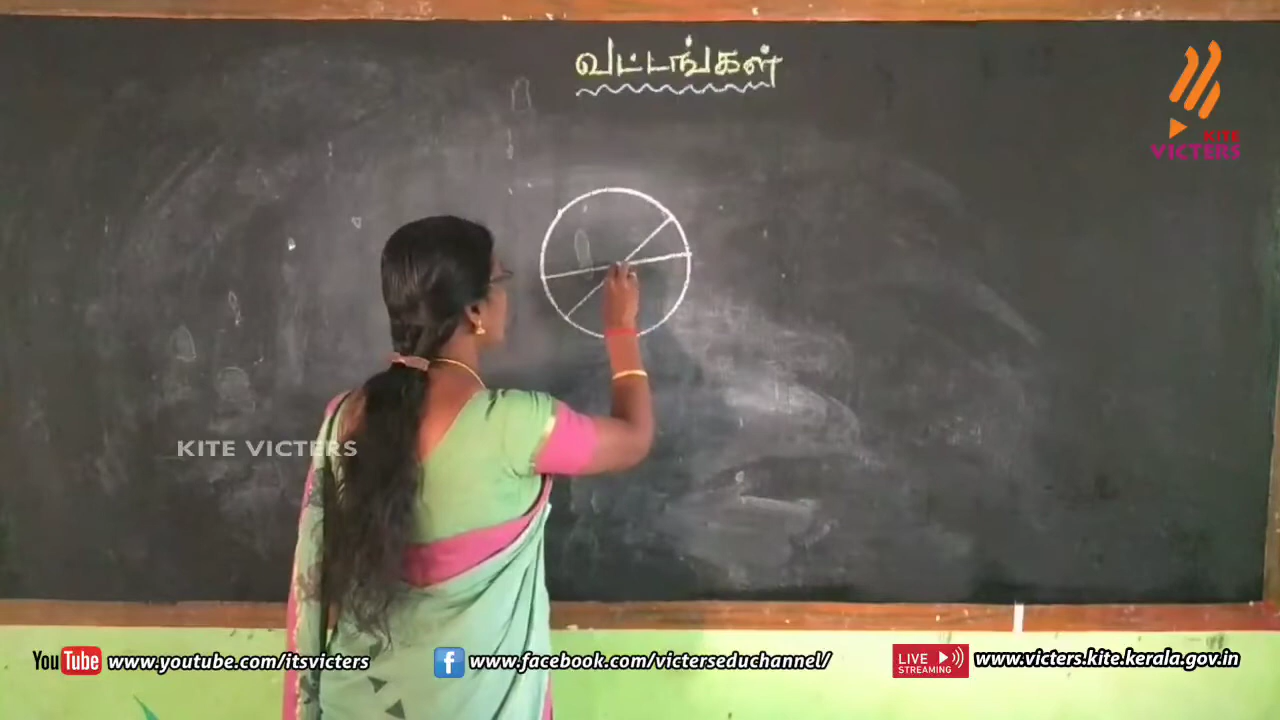 வட்டங்கள்
KITE
VICTERS
KITE VICTERS
YouTube www.youtube.com/itsvicters
f www.facebook.com/victerseduchannel/
LIVE
STREAMING
www.victers.kite.kerala.gov.in